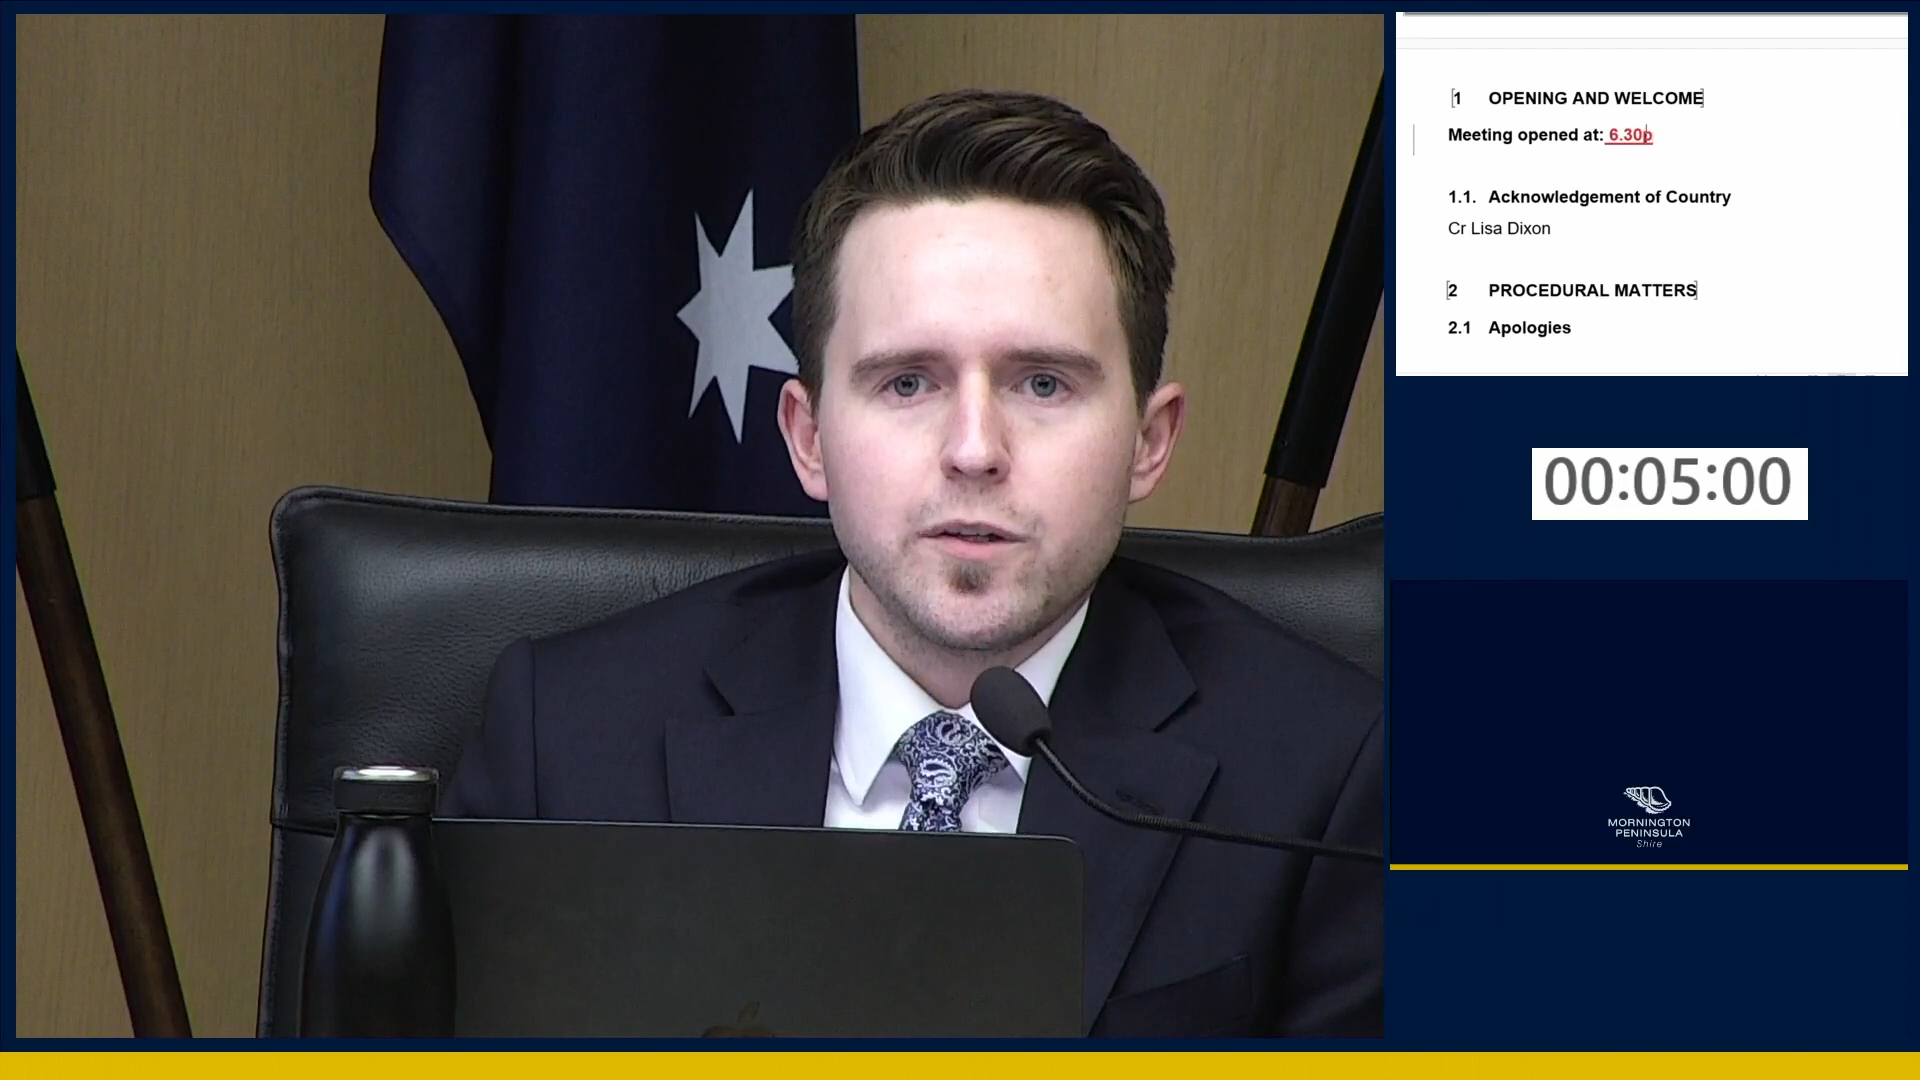 1 OPENING AND WELCOME
Meeting opened at: 6.30p
1.1. Acknowledgement of Country
Cr Lisa Dixon
2 PROCEDURAL MATTERS
2.1 Apologies
00:05:00
MORNINGTON
PENINSULA
Shire